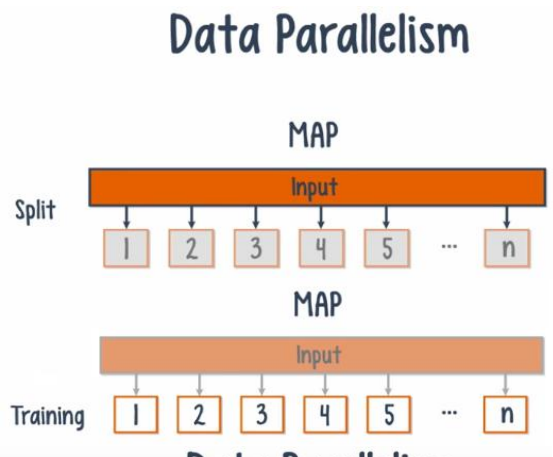 Data Parallelism
MAP
Input
Split
1 2 3 4 5 ... n
MAP
Input
Training 1 2 3 4 5 ... n